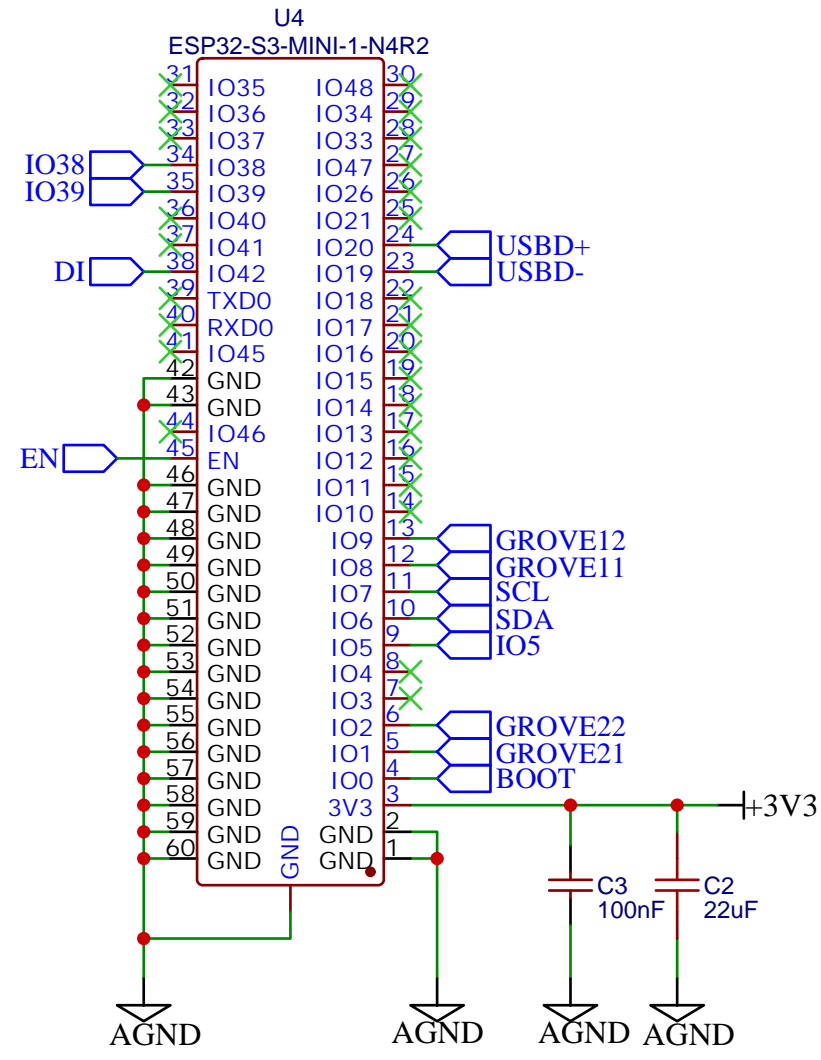 U4
ESP32-S3-MINI-1-N4R2
31 IO35 IO48 30
32 IO36 IO34 29
33 IO37 IO33 28
IO38 34 IO38 IO47 27
IO39 35 IO39 IO26 26
36 IO40 IO21 25
37 IO41 IO20 24 USBD+
DI 38 IO42 IO19 23 USBD-
39 TXD0 IO18 22
40 RXD0 IO17 21
41 IO45 IO16 20
42 GND IO15 19
43 GND IO14 18
44 IO46 IO13 17
EN 45 EN IO12 16
46 GND IO11 15
47 GND IO10 14
48 GND IO9 13 GROVE12
49 GND IO8 12 GROVE11
50 GND IO7 11 SCL
51 GND IO6 10 SDA
52 GND IO5 9 IO5
53 GND IO4 8
54 GND IO3 7
55 GND IO2 6 GROVE22
56 GND IO1 5 GROVE21
57 GND IO0 4 BOOT
58 GND 3V3 3 +3V3
59 GND GND 2
60 GND GND GND 1
C3
100nF
C2
22uF
AGND AGND AGND AGND